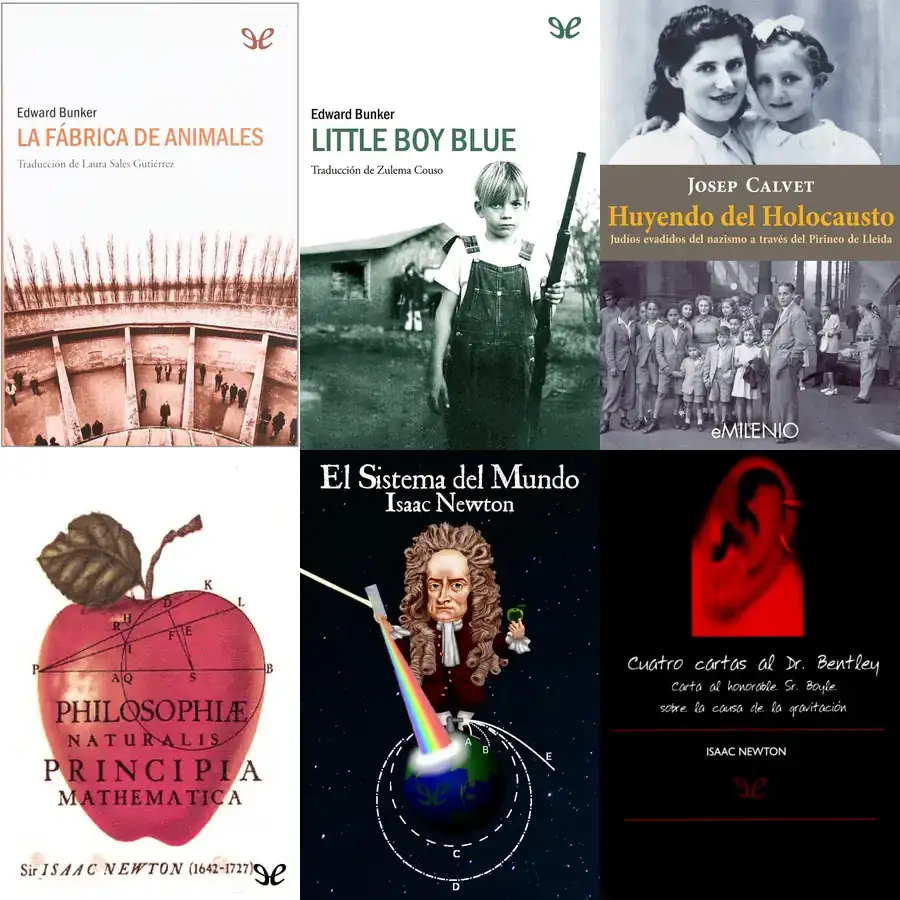 Edward Bunker
LA FÁBRICA DE ANIMALES
Traducción de Laura Sales Gutiérrez
Edward Bunker
LITTLE BOY BLUE
Traducción de Zulema Couso
JOSEP CALVET
Huyendo del Holocausto
Judíos evadidos del nazismo a través del Pirineo de Lleida
eMILENIO
K
D
L
H
R
F E
I
P
A Q S B
PHILOSOPHIÆ
NATURALIS
PRINCIPIA
MATHEMATICA
Sir ISAAC NEWTON (1642-1727)
El Sistema del Mundo
Isaac Newton
A
B
E
C
D
Cuatro cartas al Dr. Bentley
Carta al honorable Sr. Boyle
sobre la causa de la gravitación
ISAAC NEWTON